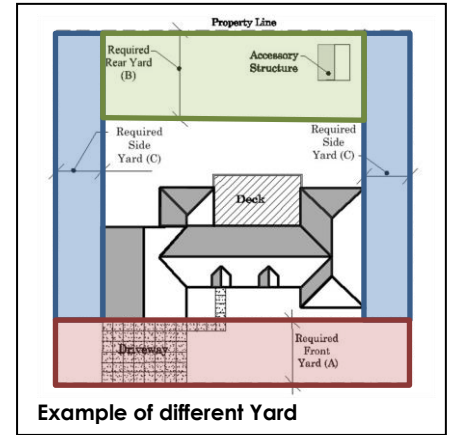 Property Line
Required
Rear Yard
(B)
Accessory
Structure
Required
Side
Yard (C)
Required
Side
Yard (C)
Deck
Driveway
Required
Front
Yard (A)
Example of different Yard